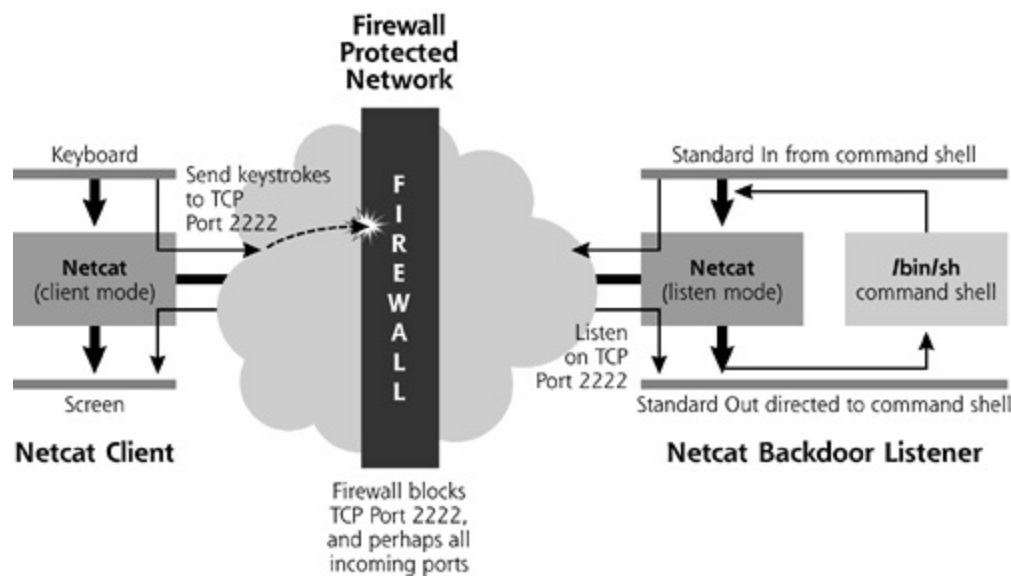 Firewall
Protected
Network
Keyboard
Send keystrokes
to TCP
Port 2222
Netcat
(client mode)
Screen
Netcat Client
FIREWALL
Firewall blocks
TCP Port 2222,
and perhaps all
incoming ports
Standard In from command shell
Netcat
(listen mode)
/bin/sh
command shell
Listen
on TCP
Port 2222
Standard Out directed to command shell
Netcat Backdoor Listener